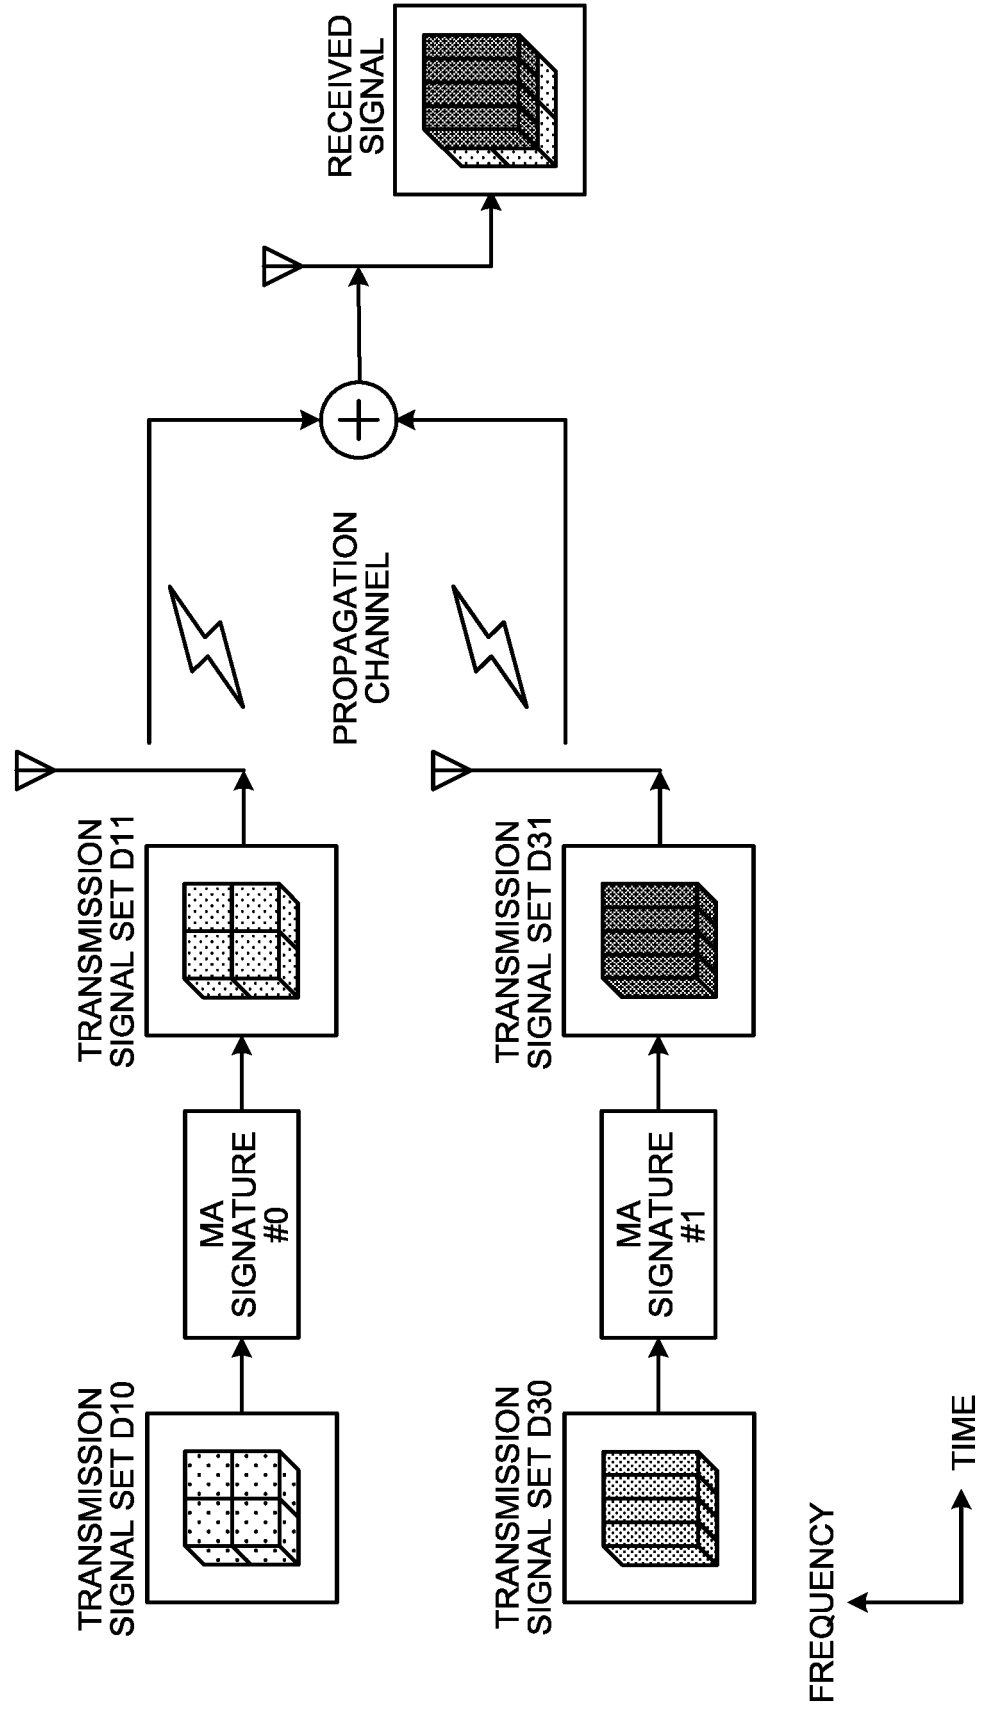 TRANSMISSION
SIGNAL SET D10
MA
SIGNATURE
#0
TRANSMISSION
SIGNAL SET D11
PROPAGATION
CHANNEL
RECEIVED
SIGNAL
TRANSMISSION
SIGNAL SET D30
MA
SIGNATURE
#1
TRANSMISSION
SIGNAL SET D31
FREQUENCY
TIME